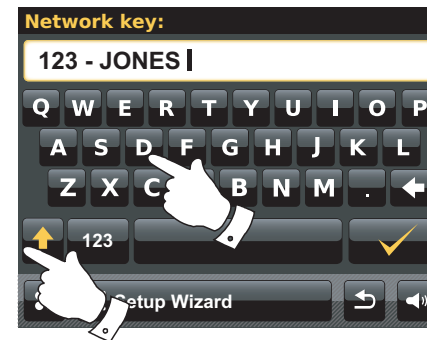 Network key:
123 - JONES
Q W E R T Y U I O P
A S D F G H J K L
Z X C B N M .
123
Setup Wizard